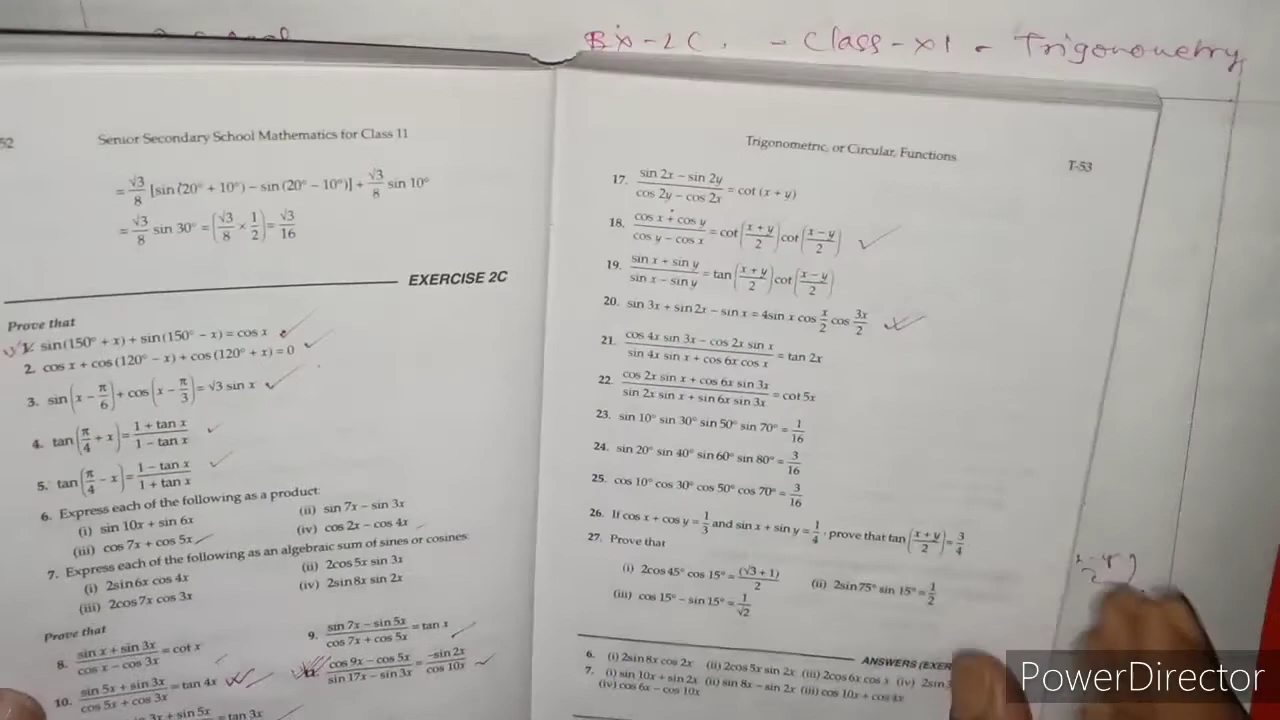 Ex-2C. - Class-XI - Trigonometry
52
Senior Secondary School Mathematics for Class 11
= √3/8 [sin (20° + 10°) – sin (20° – 10°)] + √3/8 sin 10°
= √3/8 sin 30° = (√3/8 × 1/2) = √3/16
EXERCISE 2C
Prove that
1. sin (150° + x) + sin (150° – x) = cos x
2. cos x + cos (120° – x) + cos (120° + x) = 0
3. sin (x – π/6) + cos (x – π/3) = √3 sin x
4. tan (π/4 + x) = (1 + tan x)/(1 – tan x)
5. tan (π/4 – x) = (1 – tan x)/(1 + tan x)
6. Express each of the following as a product:
(i) sin 10x + sin 6x (ii) sin 7x – sin 3x
(iii) cos 7x + cos 5x (iv) cos 2x – cos 4x
7. Express each of the following as an algebraic sum of sines or cosines:
(i) 2sin 6x cos 4x (ii) 2cos 5x sin 3x
(iii) 2cos 7x cos 3x (iv) 2sin 8x sin 2x
Prove that
8. (sin x + sin 3x)/(cos x – cos 3x) = cot x 9. (sin 7x – sin 5x)/(cos 7x + cos 5x) = tan x
10. (sin 5x + sin 3x)/(cos 5x + cos 3x) = tan 4x (cos 9x – cos 5x)/(sin 17x – sin 3x) = –sin 2x/cos 10x
sin 3x + sin 5x = tan 3x
Trigonometric, or Circular, Functions
T-53
17. (sin 2x – sin 2y)/(cos 2y – cos 2x) = cot (x + y)
18. (cos x + cos y)/(cos y – cos x) = cot ((x + y)/2) cot ((x – y)/2)
19. (sin x + sin y)/(sin x – sin y) = tan ((x + y)/2) cot ((x – y)/2)
20. sin 3x + sin 2x – sin x = 4sin x cos x/2 cos 3x/2
21. (cos 4x sin 3x – cos 2x sin x)/(sin 4x sin x + cos 6x cos x) = tan 2x
22. (cos 2x sin x + cos 6x sin 3x)/(sin 2x sin x + sin 6x sin 3x) = cot 5x
23. sin 10° sin 30° sin 50° sin 70° = 1/16
24. sin 20° sin 40° sin 60° sin 80° = 3/16
25. cos 10° cos 30° cos 50° cos 70° = 3/16
26. If cos x + cos y = 1/3 and sin x + sin y = 1/4, prove that tan ((x + y)/2) = 3/4
27. Prove that
(i) 2cos 45° cos 15° = (√3 + 1)/2 (ii) 2sin 75° sin 15° = 1/2
(iii) cos 15° – sin 15° = 1/√2
ANSWERS (EXER
6. (i) 2sin 8x cos 2x (ii) 2cos 5x sin 2x (iii) 2cos 6x cos x (iv) 2sin 3
7. (i) sin 10x + sin 2x (ii) sin 8x – sin 2x (iii) cos 10x + cos 4x
(iv) cos 6x – cos 10x
PowerDirector